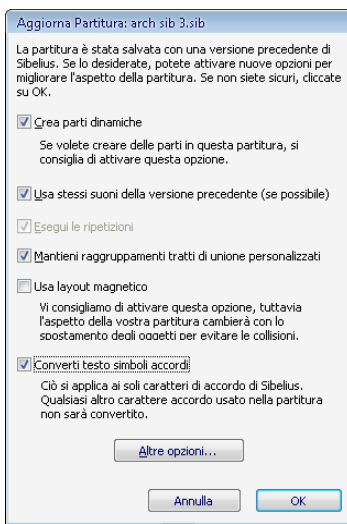 Aggiorna Partitura: arch sib 3.sib
La partitura è stata salvata con una versione precedente di
Sibelius. Se lo desiderate, potete attivare nuove opzioni per
migliorare l'aspetto della partitura. Se non siete sicuri, cliccate
su OK.
Crea parti dinamiche
Se volete creare delle parti in questa partitura, si
consiglia di attivare questa opzione.
Usa stessi suoni della versione precedente (se possibile)
Esegui le ripetizioni
Mantieni raggruppamenti tratti di unione personalizzati
Usa layout magnetico
Vi consigliamo di attivare questa opzione, tuttavia
l'aspetto della vostra partitura cambierà con lo
spostamento degli oggetti per evitare le collisioni.
Converti testo simboli accordi
Ciò si applica ai soli caratteri di accordo di Sibelius.
Qualsiasi altro carattere accordo usato nella partitura
non sarà convertito.
Altre opzioni...
Annulla OK